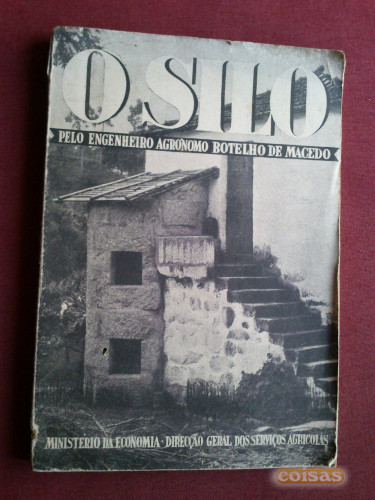 O SILO
PELO ENGENHEIRO AGRONOMO BOTELHO DE MACEDO
MINISTERIO DA ECONOMIA - DIRECÇÃO GERAL DOS SERVIÇOS AGRICOLAS
coisas